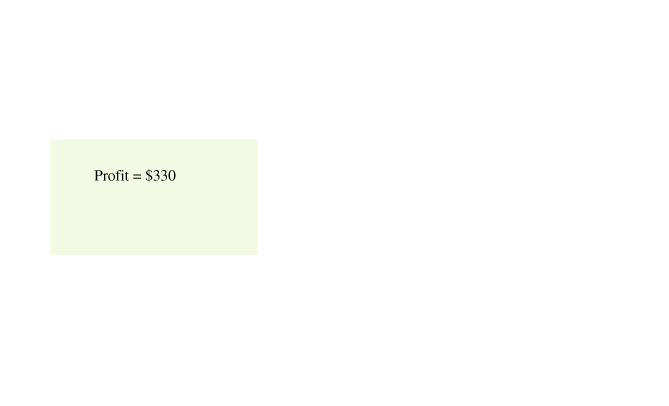 Profit = $330